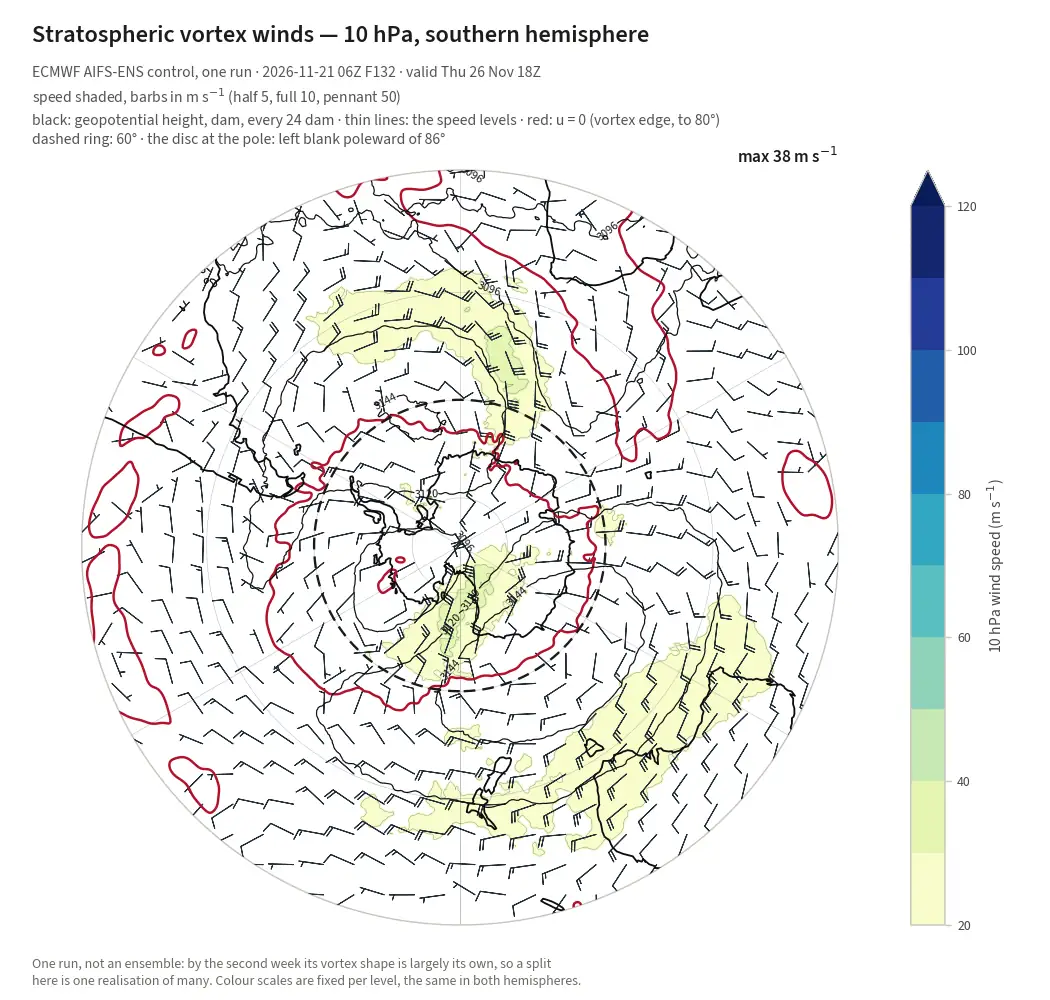 Stratospheric vortex winds — 10 hPa, southern hemisphere
ECMWF AIFS-ENS control, one run · 2026-11-21 06Z F132 · valid Thu 26 Nov 18Z
speed shaded, barbs in m s⁻¹ (half 5, full 10, pennant 50)
black: geopotential height, dam, every 24 dam · thin lines: the speed levels · red: u = 0 (vortex edge, to 80°)
dashed ring: 60° · the disc at the pole: left blank poleward of 86°
max 38 m s⁻¹
3096
3096
3096
3144
3120
3096
3144
3120
3144
120
100
80
60
40
20
10 hPa wind speed (m s⁻¹)
One run, not an ensemble: by the second week its vortex shape is largely its own, so a split
here is one realisation of many. Colour scales are fixed per level, the same in both hemispheres.